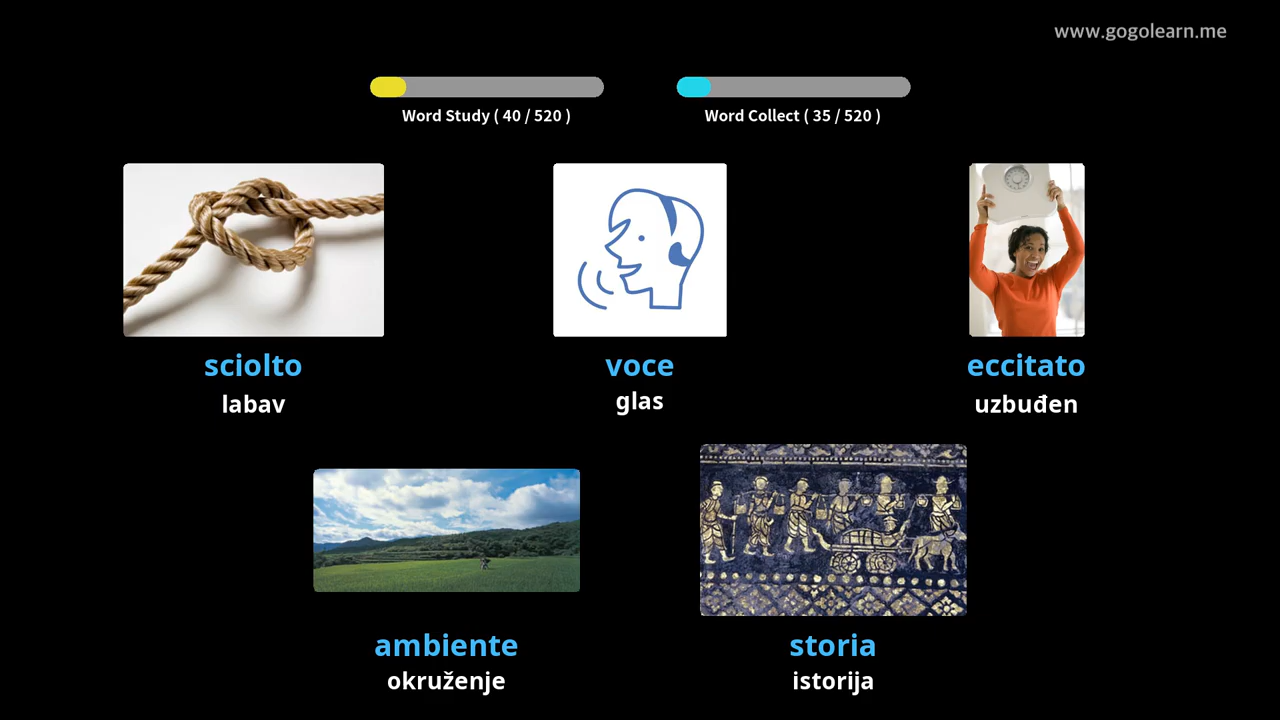 www.gogolearn.me
Word Study ( 40 / 520 )
Word Collect ( 35 / 520 )
sciolto
labav
voce
glas
eccitato
uzbuđen
ambiente
okruženje
storia
istorija